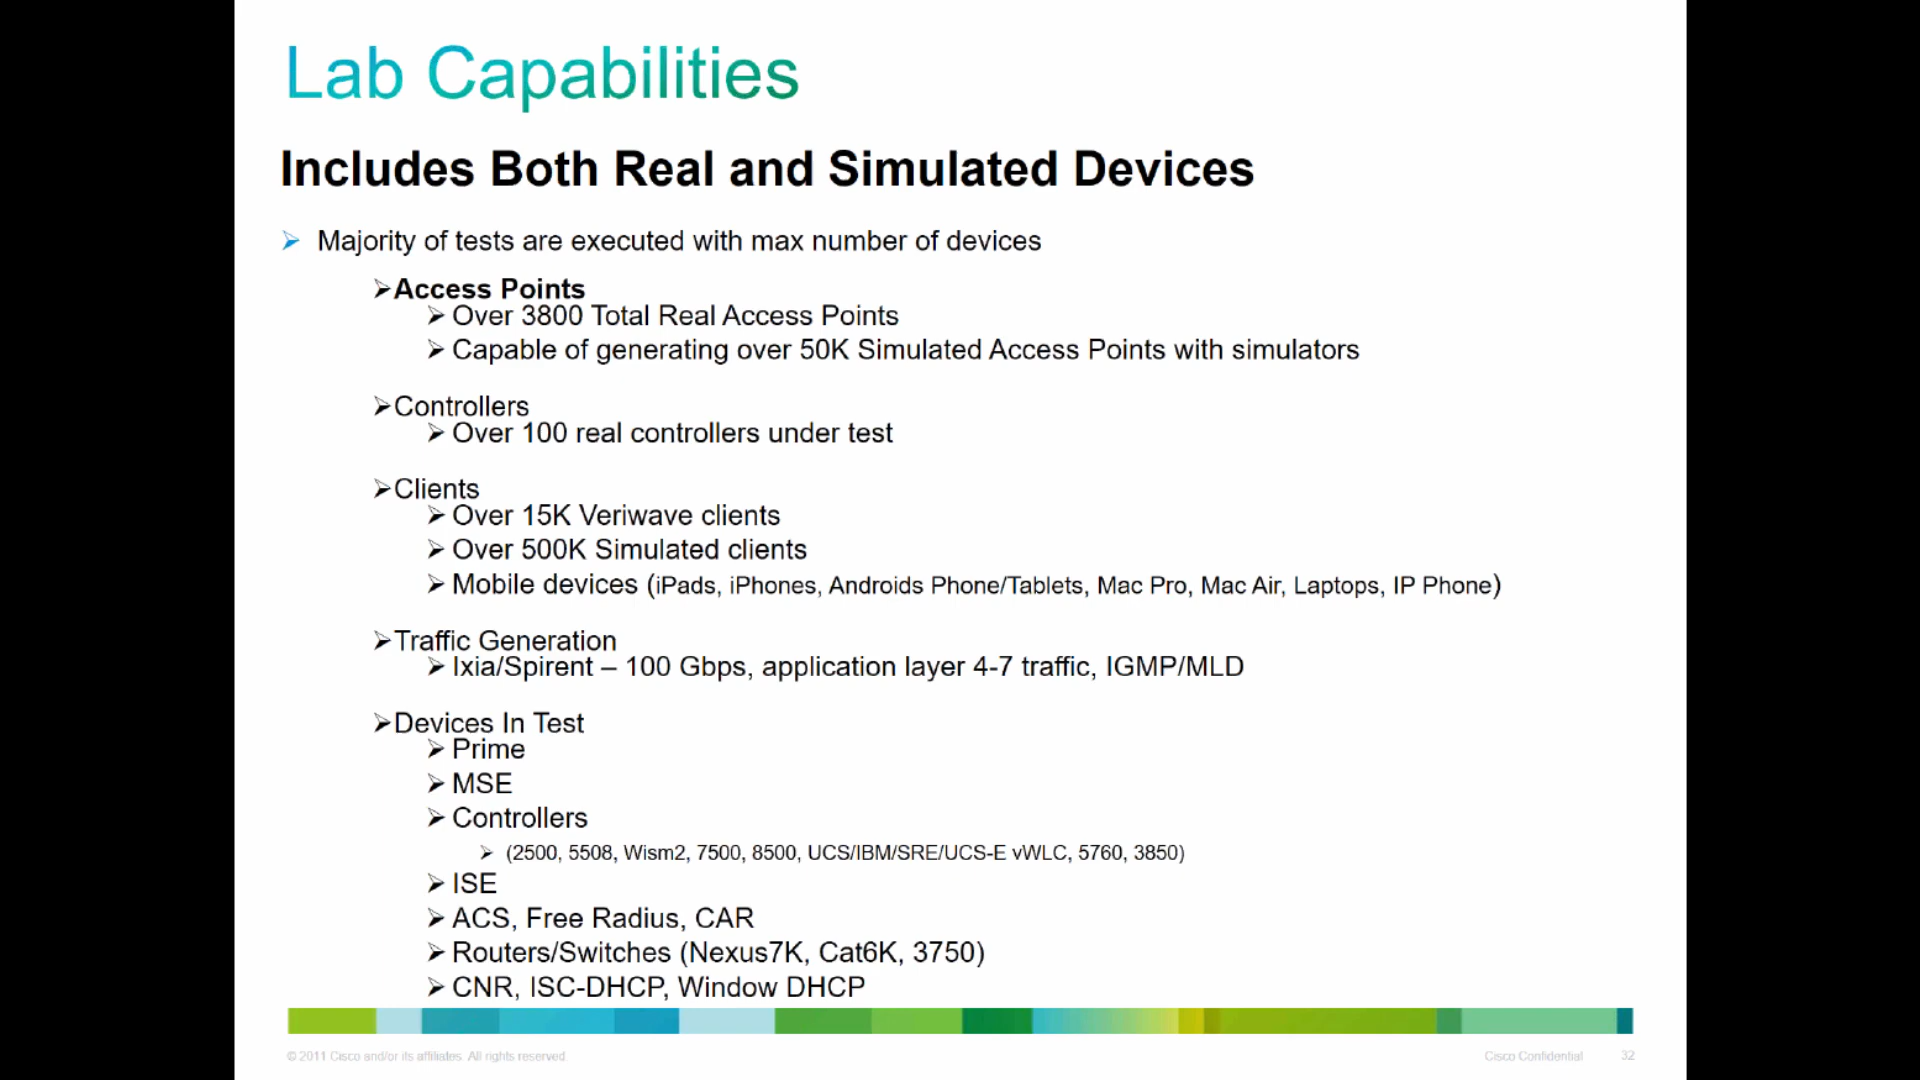 Lab Capabilities
Includes Both Real and Simulated Devices
➢ Majority of tests are executed with max number of devices
➢Access Points
➢ Over 3800 Total Real Access Points
➢ Capable of generating over 50K Simulated Access Points with simulators
➢Controllers
➢ Over 100 real controllers under test
➢Clients
➢ Over 15K Veriwave clients
➢ Over 500K Simulated clients
➢ Mobile devices (iPads, iPhones, Androids Phone/Tablets, Mac Pro, Mac Air, Laptops, IP Phone)
➢Traffic Generation
➢ Ixia/Spirent – 100 Gbps, application layer 4-7 traffic, IGMP/MLD
➢Devices In Test
➢ Prime
➢ MSE
➢ Controllers
➢ (2500, 5508, Wism2, 7500, 8500, UCS/IBM/SRE/UCS-E vWLC, 5760, 3850)
➢ ISE
➢ ACS, Free Radius, CAR
➢ Routers/Switches (Nexus7K, Cat6K, 3750)
➢ CNR, ISC-DHCP, Window DHCP
© 2011 Cisco and/or its affiliates. All rights reserved
Cisco Confidential 32